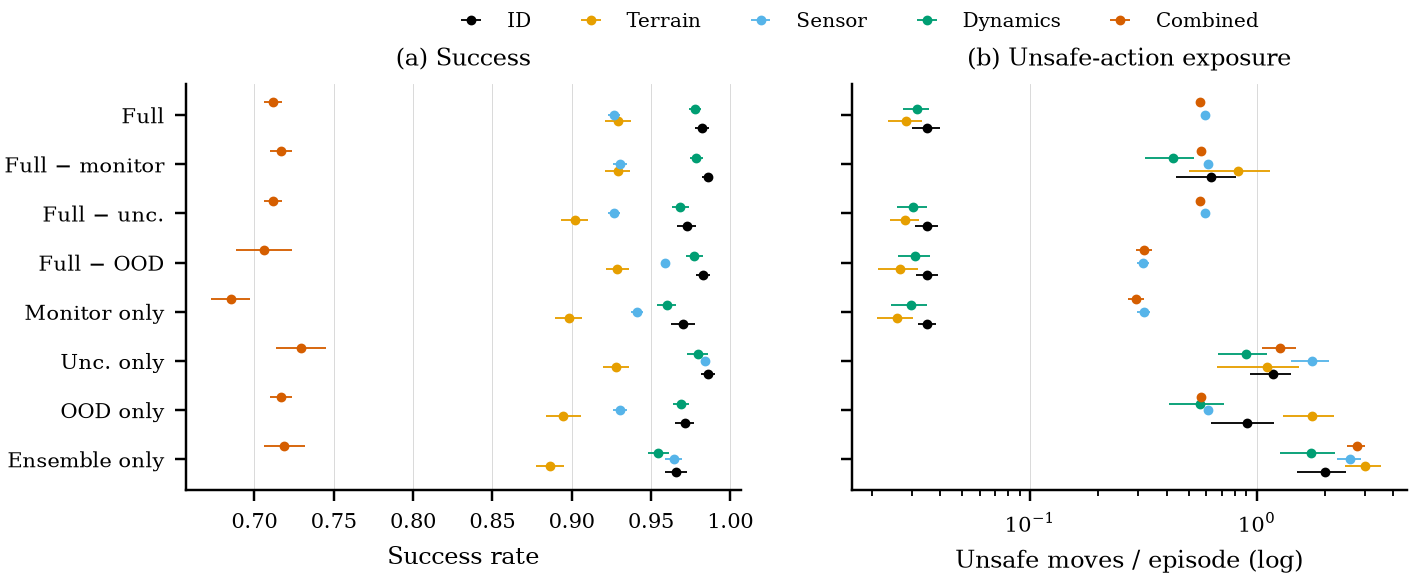 ID Terrain Sensor Dynamics Combined
(a) Success
(b) Unsafe-action exposure
Full
Full − monitor
Full − unc.
Full − OOD
Monitor only
Unc. only
OOD only
Ensemble only
0.70 0.75 0.80 0.85 0.90 0.95 1.00
Success rate
10⁻¹ 10⁰
Unsafe moves / episode (log)